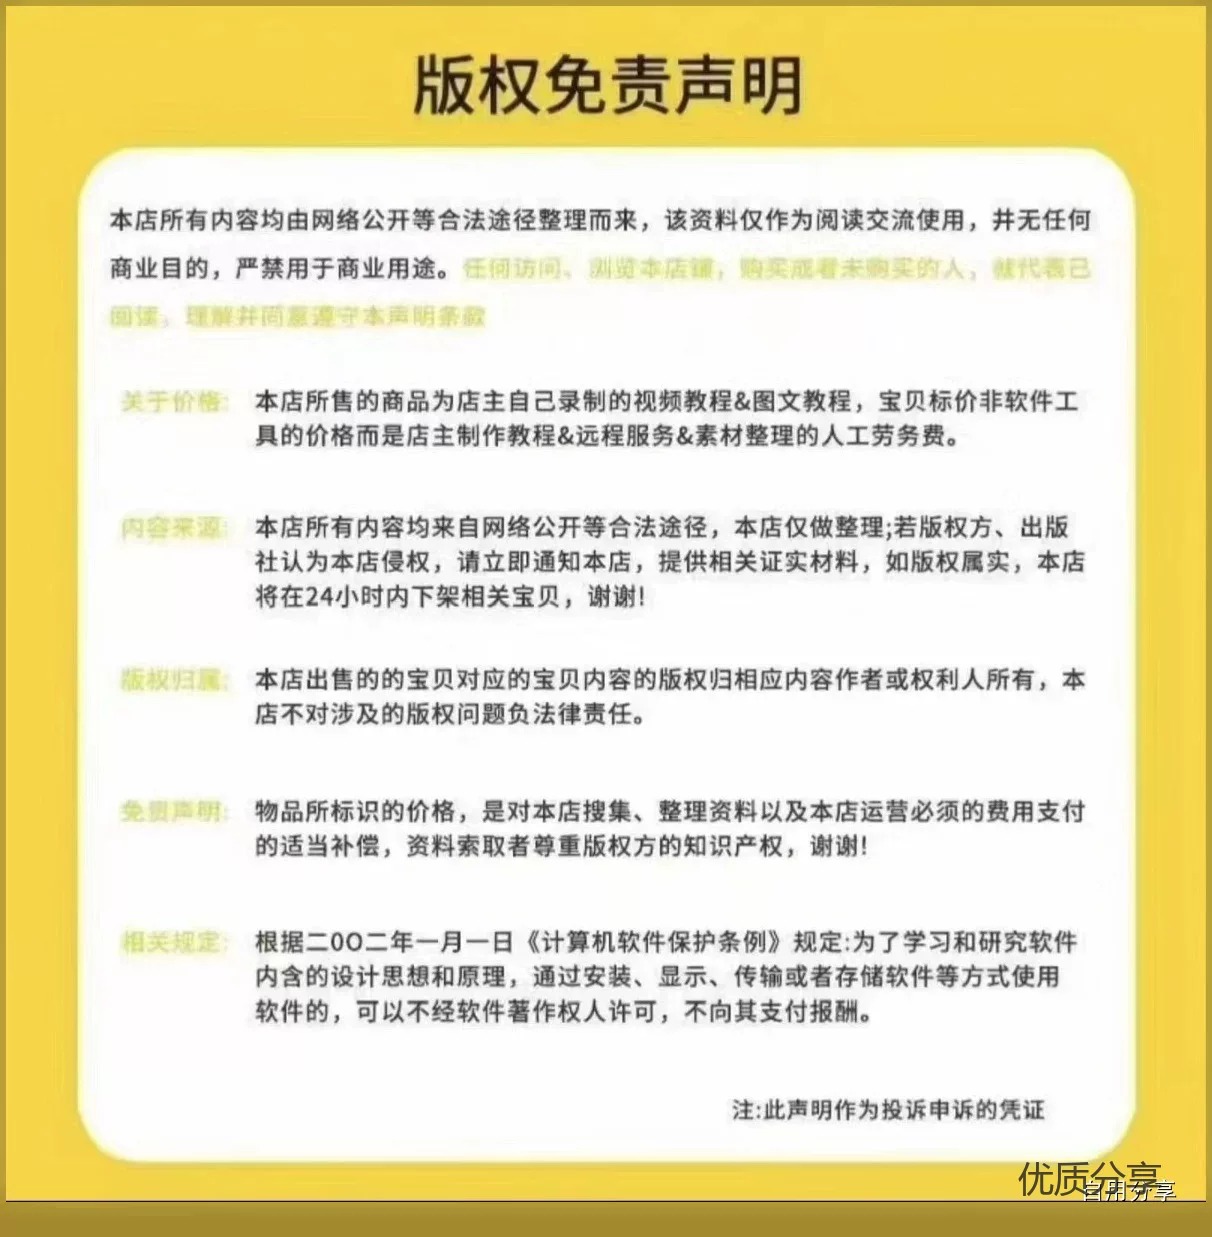 版权免责声明
本店所有内容均由网络公开等合法途径整理而来，该资料仅作为阅读交流使用，井无任何
商业目的，严禁用于商业用途。任何访问、浏览本店铺，购买或者未购买的人，就代表己
阅读，理解并同意遵守本声明条款
关于价格: 本店所售的商品为店主自己录制的视频教程&图文教程，宝贝标价非软件工
具的价格而是店主制作教程&远程服务&素材整理的人工劳务费。
内容来源: 本店所有内容均来自网络公开等合法途径，本店仅做整理;若版权方、出版
社认为本店侵权，请立即通知本店，提供相关证实材料，如版权属实，本店
将在24小时内下架相关宝贝，谢谢!
版权归属: 本店出售的的宝贝对应的宝贝内容的版权归相应内容作者或权利人所有，本
店不对涉及的版权问题负法律责任。
免责声明: 物品所标识的价格，是对本店搜集、整理资料以及本店运营必须的费用支付
的适当补偿，资料索取者尊重版权方的知识产权，谢谢!
相关规定: 根据二00二年一月一日《计算机软件保护条例》规定:为了学习和研究软件
内含的设计思想和原理，通过安装、显示、传输或者存储软件等方式使用
软件的，可以不经软件著作权人许可，不向其支付报酬。
注:此声明作为投诉申诉的凭证
优质分享
自用分享